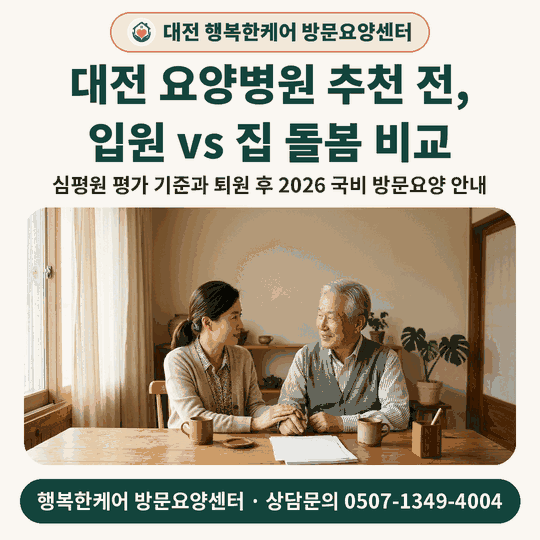 대전 행복한케어 방문요양센터
대전 요양병원 추천 전,
입원 vs 집 돌봄 비교
심평원 평가 기준과 퇴원 후 2026 국비 방문요양 안내
행복한케어 방문요양센터 · 상담문의 0507-1349-4004